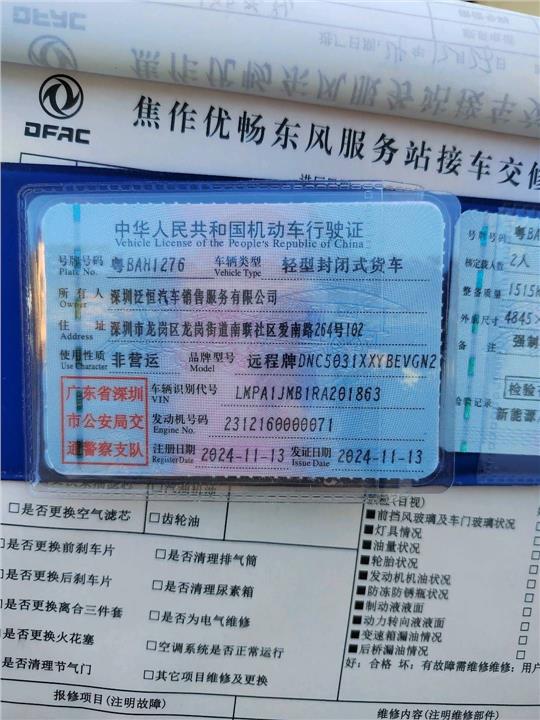 DFAC
焦作优畅东风服务站接车交修
中华人民共和国机动车行驶证
Vehicle License of the People's Republic of China
号牌号码 粤BAH1276 车辆类型 轻型封闭式货车
Plate No. Vehicle Type
所有人 深圳泛恒汽车销售服务有限公司
Owner
住址 深圳市龙岗区龙岗街道南联社区爱南路264号102
Address
使用性质 非营运 品牌型号 远程牌DNC5031XXYBEVGN2
Use Character Model
广东省深圳
市公安局交
通警察支队
车辆识别代号 LMPA1JMB1RA201863
VIN
发动机号码 2312160000071
Engine No.
注册日期 2024-11-13 发证日期 2024-11-13
Register Date Issue Date
号牌号码 粤BA
核定载人数 2人
整备质量 1515
外廓尺寸 4845×
备注 强制
检验有
检验记录
新能源
□是否更换空气滤芯 □齿轮油
□是否更换前刹车片 □是否清理排气筒
□是否更换后刹车片 □是否清理尿素箱
□是否更换离合三件套 □是否为电气维修
□是否更换火花塞 □空调系统是否正常运行
□是否清理节气门 □其它项目维修及更换
报修项目(注明故障)
■前挡风玻璃及车门玻璃状况
■灯具情况
■油量状况
■轮胎状况
■发动机机油状况
■防冻防锈瓶状况
■制动液液面
■动力转向液液面
■变速箱漏油情况
■后桥漏油情况
好:合格 坏:有故障需维修维修:用户
维修内容(注明维修部件)